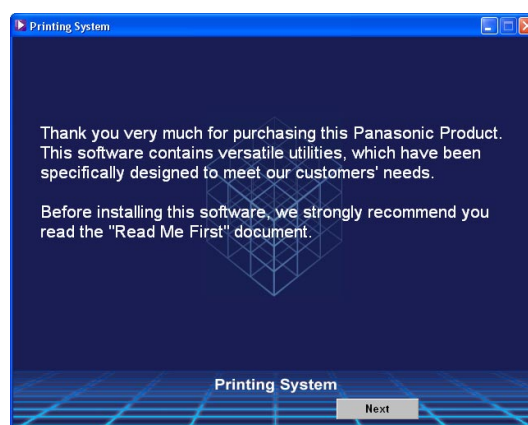 Printing System
Thank you very much for purchasing this Panasonic Product.
This software contains versatile utilities, which have been
specifically designed to meet our customers' needs.
Before installing this software, we strongly recommend you
read the "Read Me First" document.
Printing System
Next